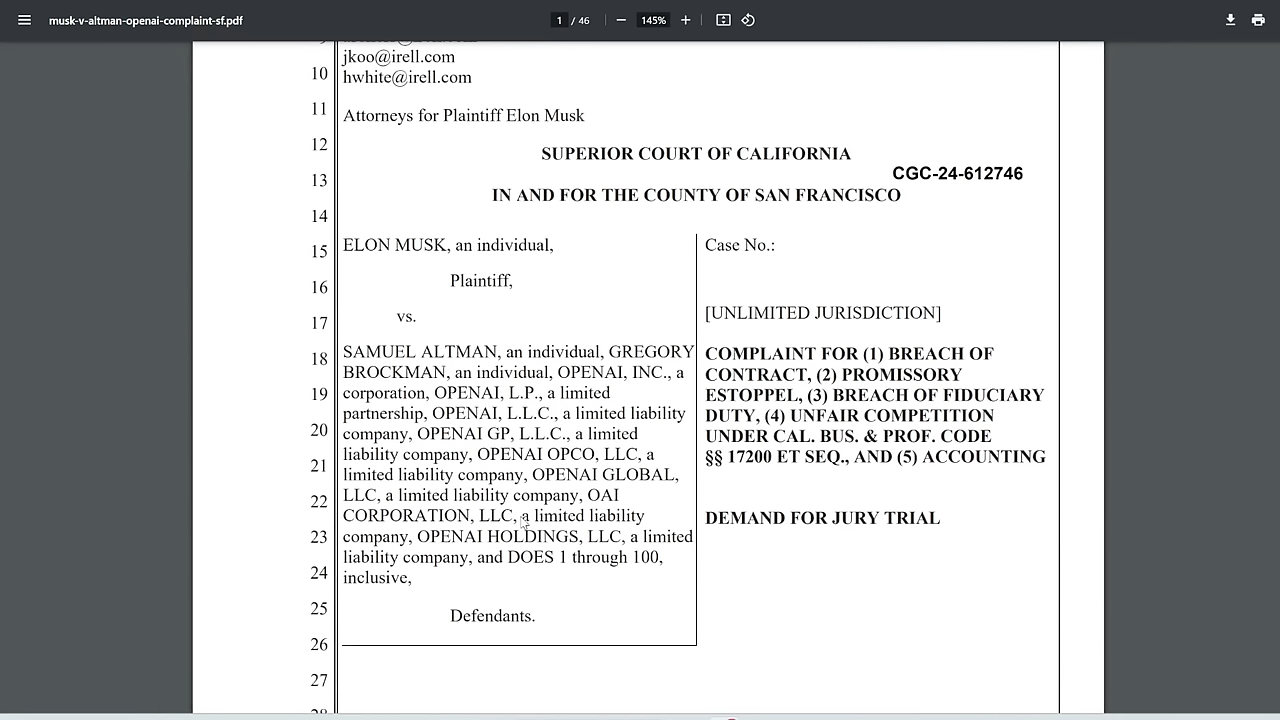 musk-v-altman-openai-complaint-sf.pdf
1 / 46
145%
9
jkoo@irell.com
10
hwhite@irell.com
11
Attorneys for Plaintiff Elon Musk
12
SUPERIOR COURT OF CALIFORNIA
CGC-24-612746
13
IN AND FOR THE COUNTY OF SAN FRANCISCO
14
15
ELON MUSK, an individual,
Plaintiff,
16
vs.
17
SAMUEL ALTMAN, an individual, GREGORY
18
BROCKMAN, an individual, OPENAI, INC., a
19
corporation, OPENAI, L.P., a limited
partnership, OPENAI, L.L.C., a limited liability
20
company, OPENAI GP, L.L.C., a limited
liability company, OPENAI OPCO, LLC, a
21
limited liability company, OPENAI GLOBAL,
LLC, a limited liability company, OAI
22
CORPORATION, LLC, a limited liability
23
company, OPENAI HOLDINGS, LLC, a limited
liability company, and DOES 1 through 100,
24
inclusive,
25
Defendants.
26
27
28
Case No.:
[UNLIMITED JURISDICTION]
COMPLAINT FOR (1) BREACH OF
CONTRACT, (2) PROMISSORY
ESTOPPEL, (3) BREACH OF FIDUCIARY
DUTY, (4) UNFAIR COMPETITION
UNDER CAL. BUS. & PROF. CODE
§§ 17200 ET SEQ., AND (5) ACCOUNTING
DEMAND FOR JURY TRIAL